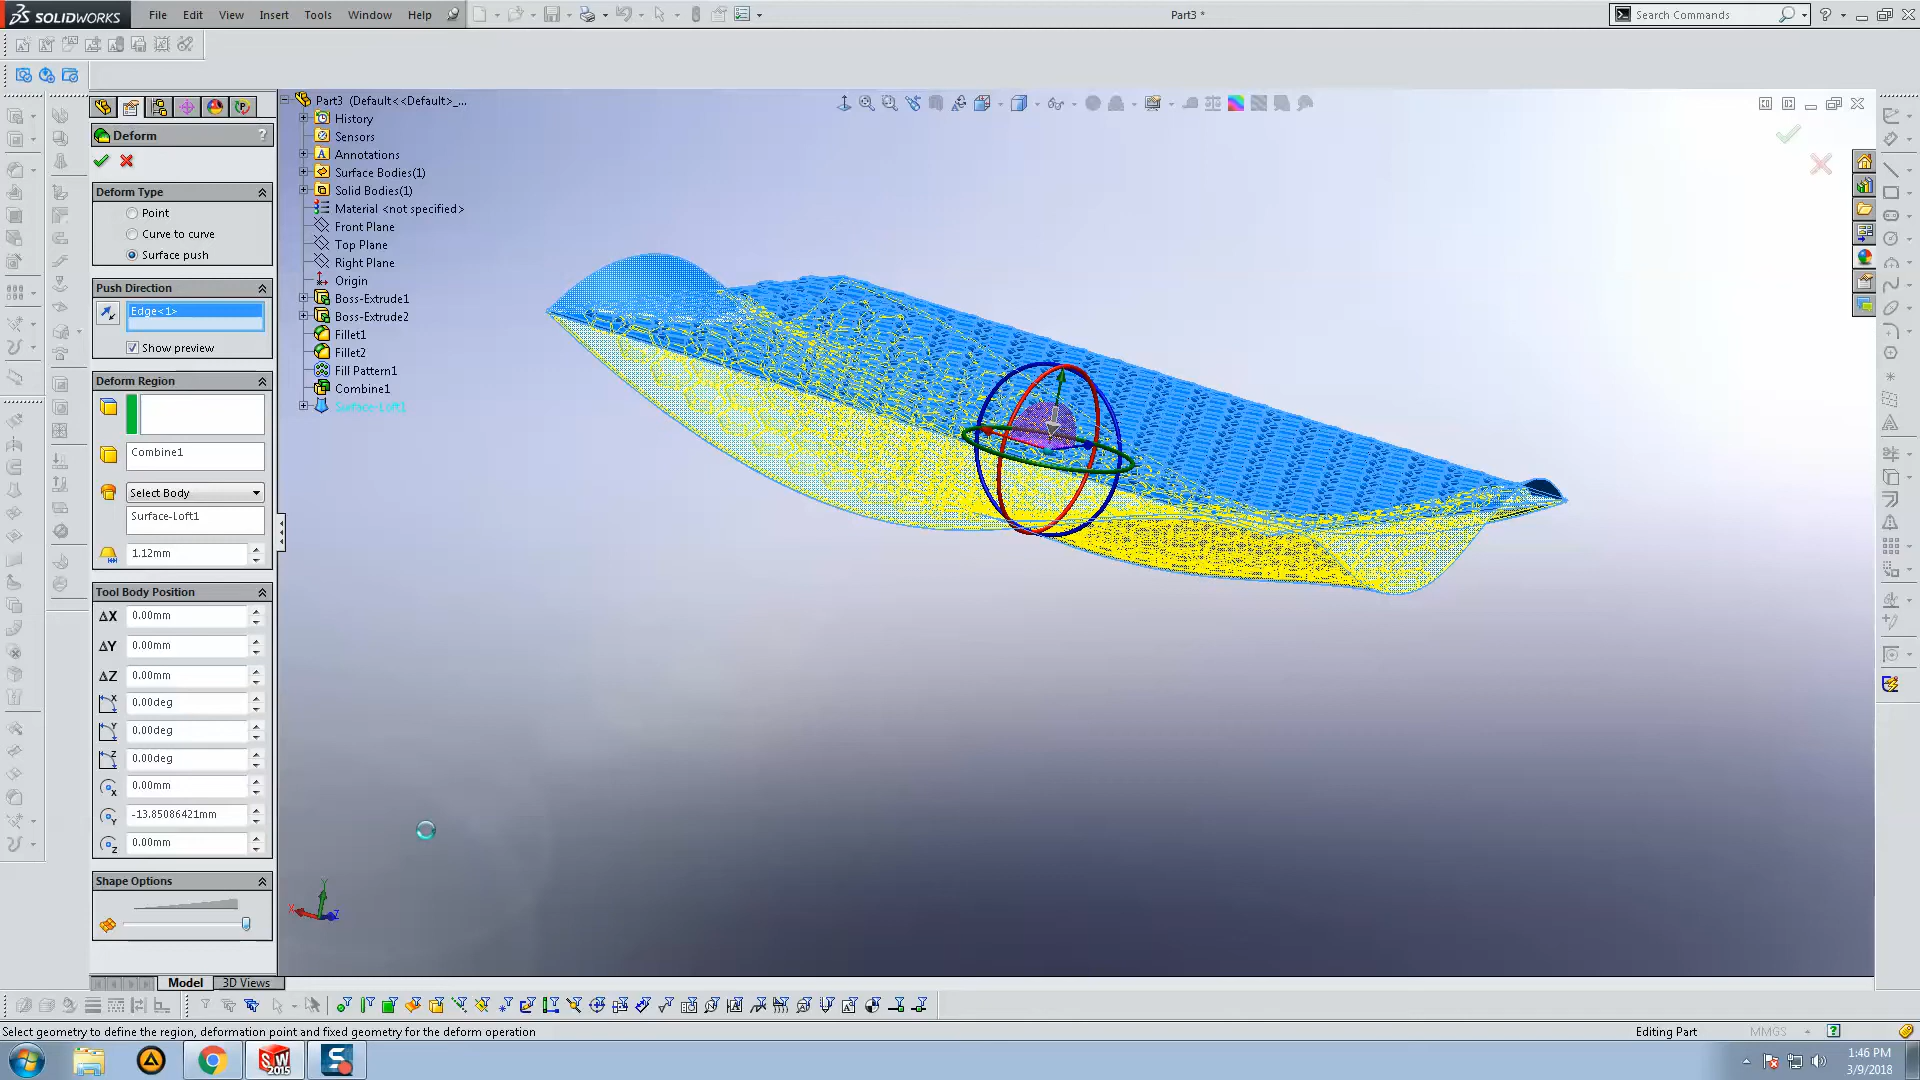 SOLIDWORKS
File
Edit
View
Insert
Tools
Window
Help
Part3 *
Search Commands
Deform
?
Deform Type
Point
Curve to curve
Surface push
Push Direction
Edge<1>
Show preview
Deform Region
Combine1
Select Body
Surface-Loft1
1.12mm
Tool Body Position
ΔX 0.00mm
ΔY 0.00mm
ΔZ 0.00mm
0.00deg
0.00deg
0.00deg
0.00mm
-13.85086421mm
0.00mm
Shape Options
Part3 (Default<<Default>_...
History
Sensors
Annotations
Surface Bodies(1)
Solid Bodies(1)
Material <not specified>
Front Plane
Top Plane
Right Plane
Origin
Boss-Extrude1
Boss-Extrude2
Fillet1
Fillet2
Fill Pattern1
Combine1
Surface-Loft1
Y
X
Z
Model
3D Views
Select geometry to define the region, deformation point and fixed geometry for the deform operation
Editing Part
MMGS
1:46 PM
3/9/2018